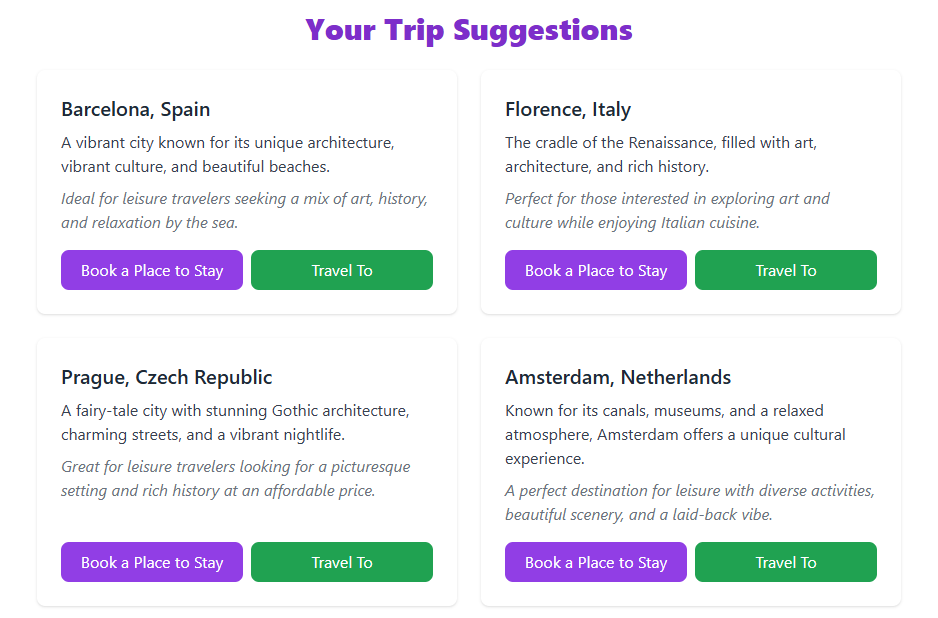 Your Trip Suggestions
Barcelona, Spain
A vibrant city known for its unique architecture,
vibrant culture, and beautiful beaches.
Ideal for leisure travelers seeking a mix of art, history,
and relaxation by the sea.
Book a Place to Stay
Travel To
Florence, Italy
The cradle of the Renaissance, filled with art,
architecture, and rich history.
Perfect for those interested in exploring art and
culture while enjoying Italian cuisine.
Book a Place to Stay
Travel To
Prague, Czech Republic
A fairy-tale city with stunning Gothic architecture,
charming streets, and a vibrant nightlife.
Great for leisure travelers looking for a picturesque
setting and rich history at an affordable price.
Book a Place to Stay
Travel To
Amsterdam, Netherlands
Known for its canals, museums, and a relaxed
atmosphere, Amsterdam offers a unique cultural
experience.
A perfect destination for leisure with diverse activities,
beautiful scenery, and a laid-back vibe.
Book a Place to Stay
Travel To